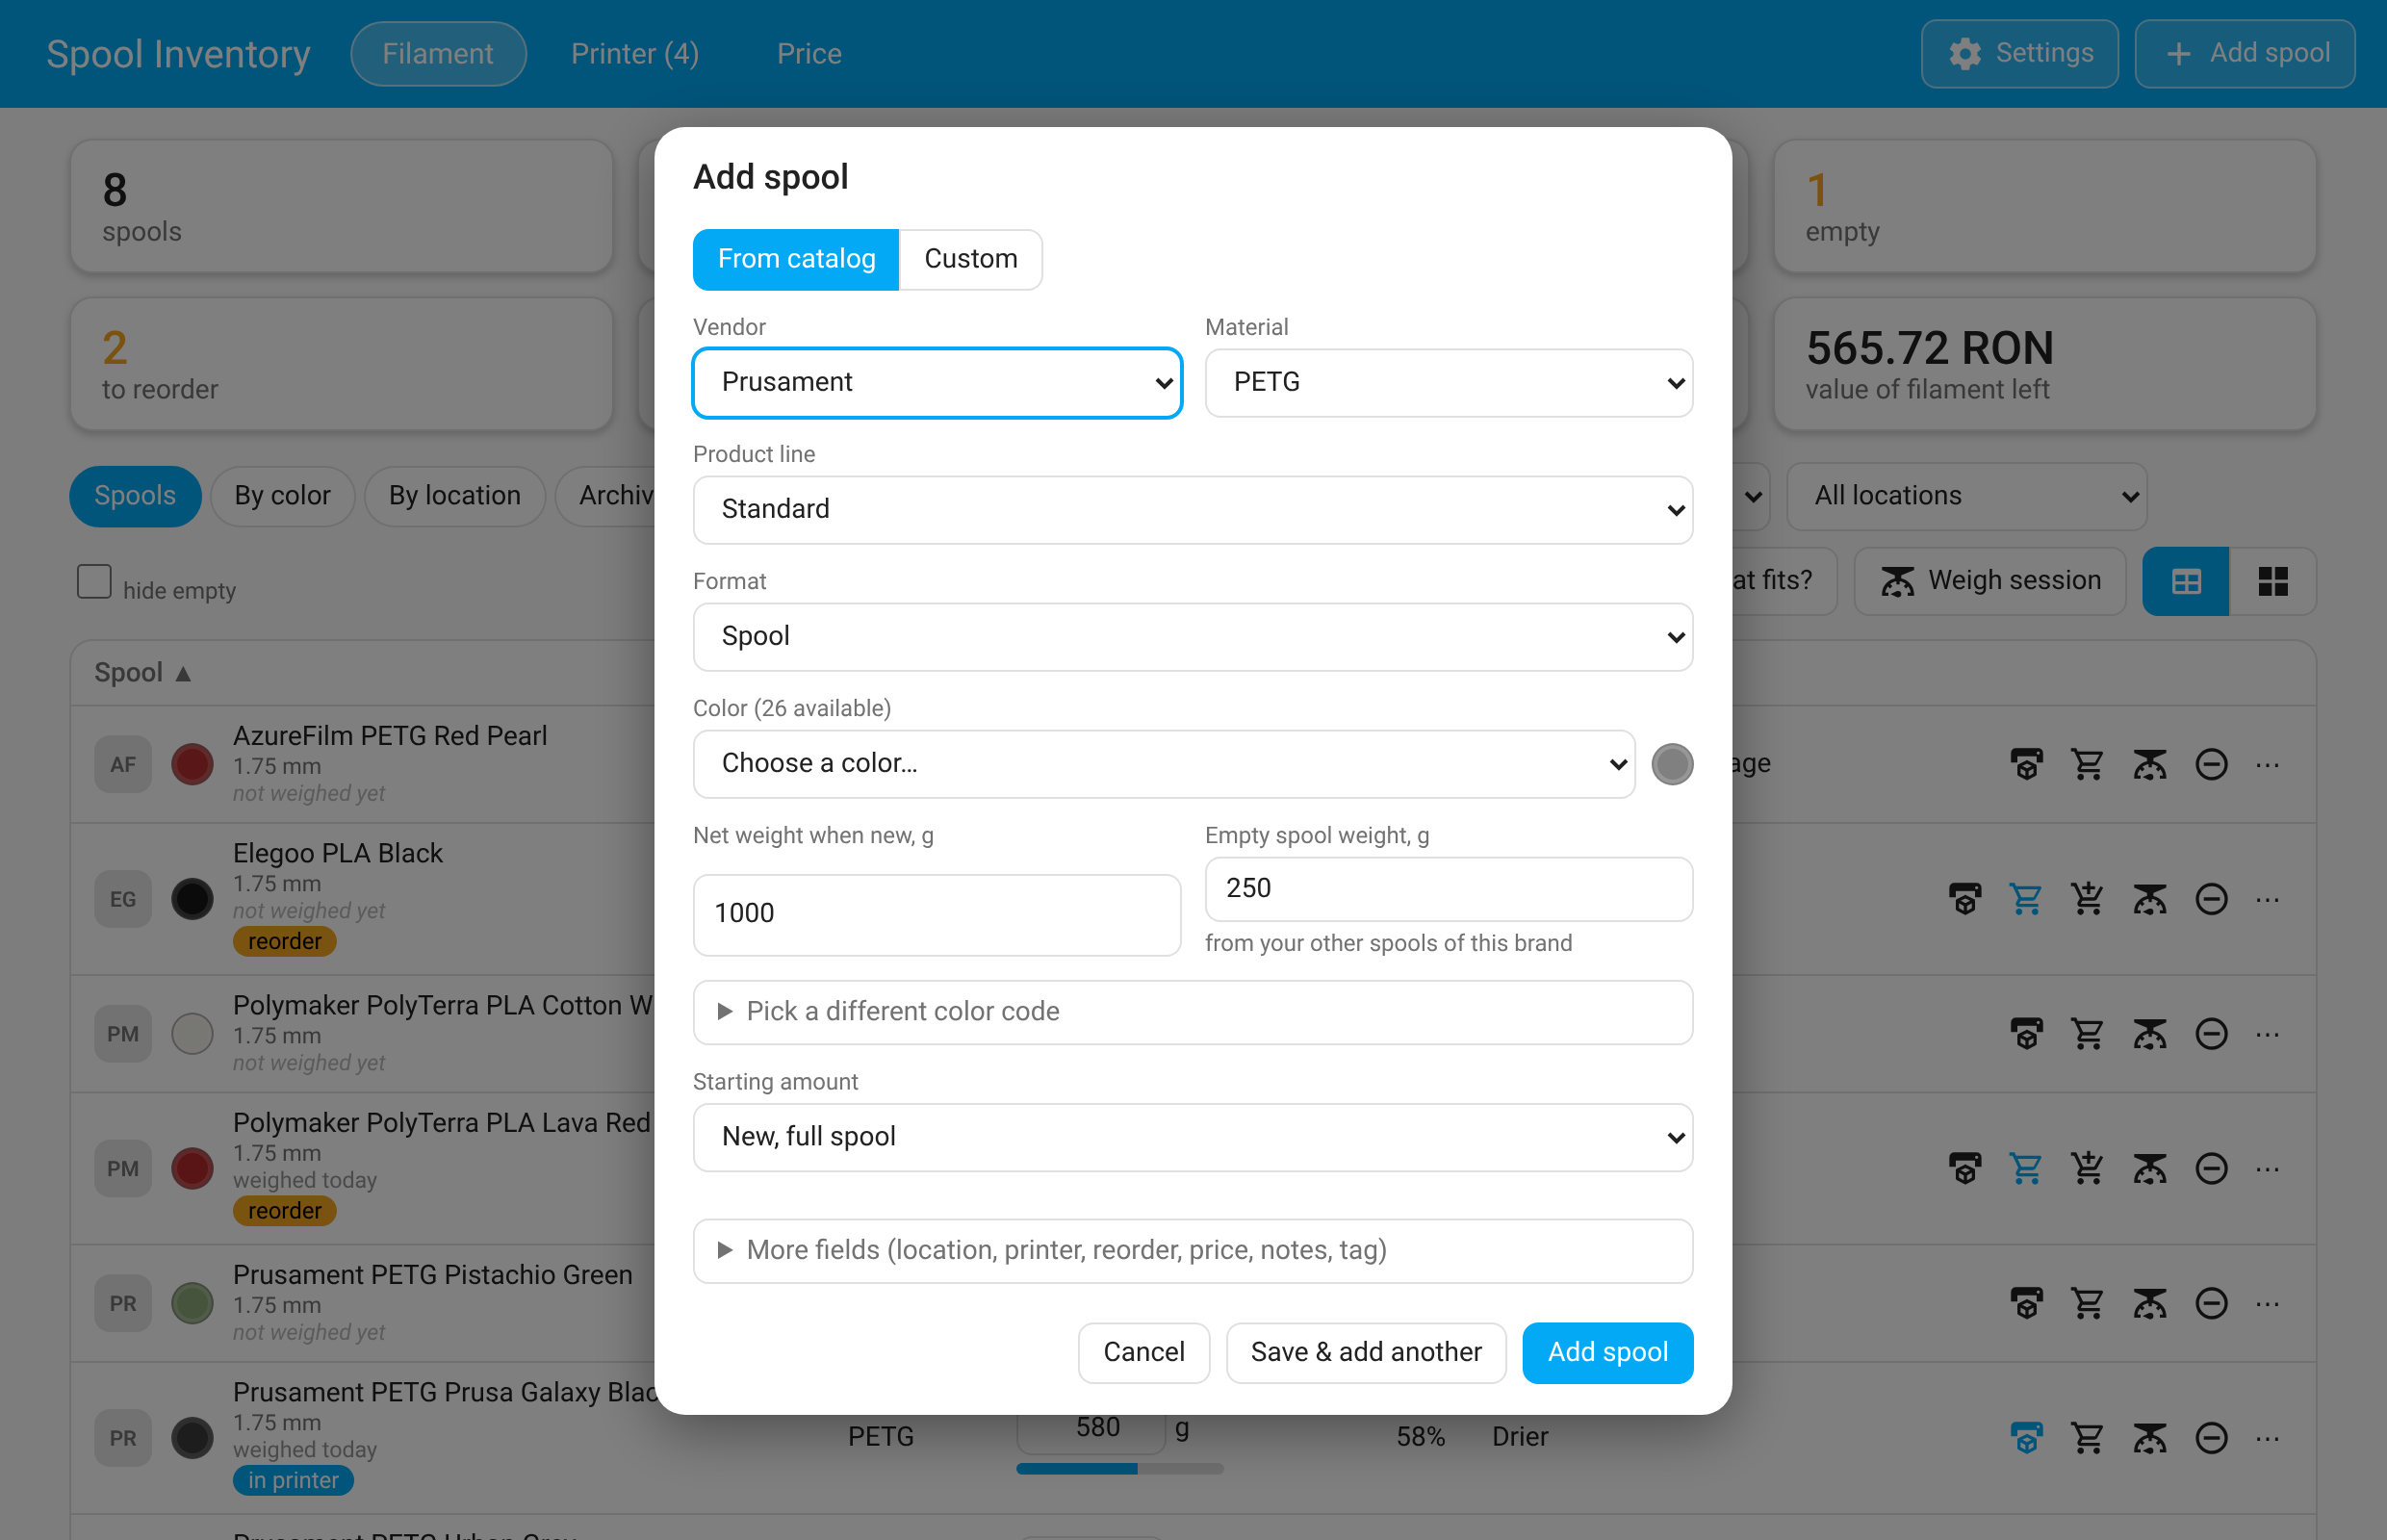 Spool Inventory Filament Printer (4) Price Settings Add spool
8
spools
1
empty
2
to reorder
565.72 RON
value of filament left
Spools By color By location Archiv All locations
hide empty
at fits? Weigh session
Spool ▲
AF AzureFilm PETG Red Pearl
1.75 mm
not weighed yet
age
EG Elegoo PLA Black
1.75 mm
not weighed yet
reorder
PM Polymaker PolyTerra PLA Cotton W
1.75 mm
not weighed yet
PM Polymaker PolyTerra PLA Lava Red
1.75 mm
weighed today
reorder
PR Prusament PETG Pistachio Green
1.75 mm
not weighed yet
PR Prusament PETG Prusa Galaxy Blac
1.75 mm
weighed today
in printer
PETG 580 g 58% Drier
Add spool
From catalog Custom
Vendor Material
Prusament PETG
Product line
Standard
Format
Spool
Color (26 available)
Choose a color...
Net weight when new, g Empty spool weight, g
1000 250
from your other spools of this brand
Pick a different color code
Starting amount
New, full spool
More fields (location, printer, reorder, price, notes, tag)
Cancel Save & add another Add spool